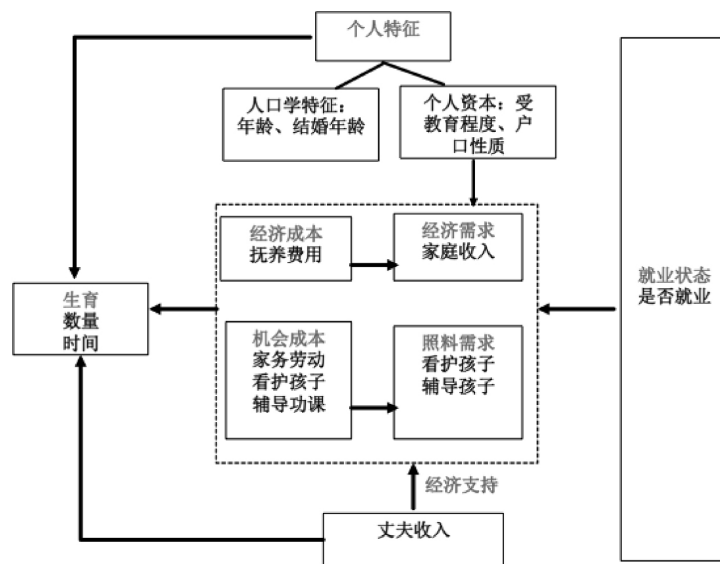 个人特征
人口学特征：
年龄、结婚年龄
个人资本：受
教育程度、户
口性质
经济成本
抚养费用
经济需求
家庭收入
就业状态
是否就业
生育
数量
时间
机会成本
家务劳动
看护孩子
辅导功课
照料需求
看护孩子
辅导孩子
经济支持
丈夫收入